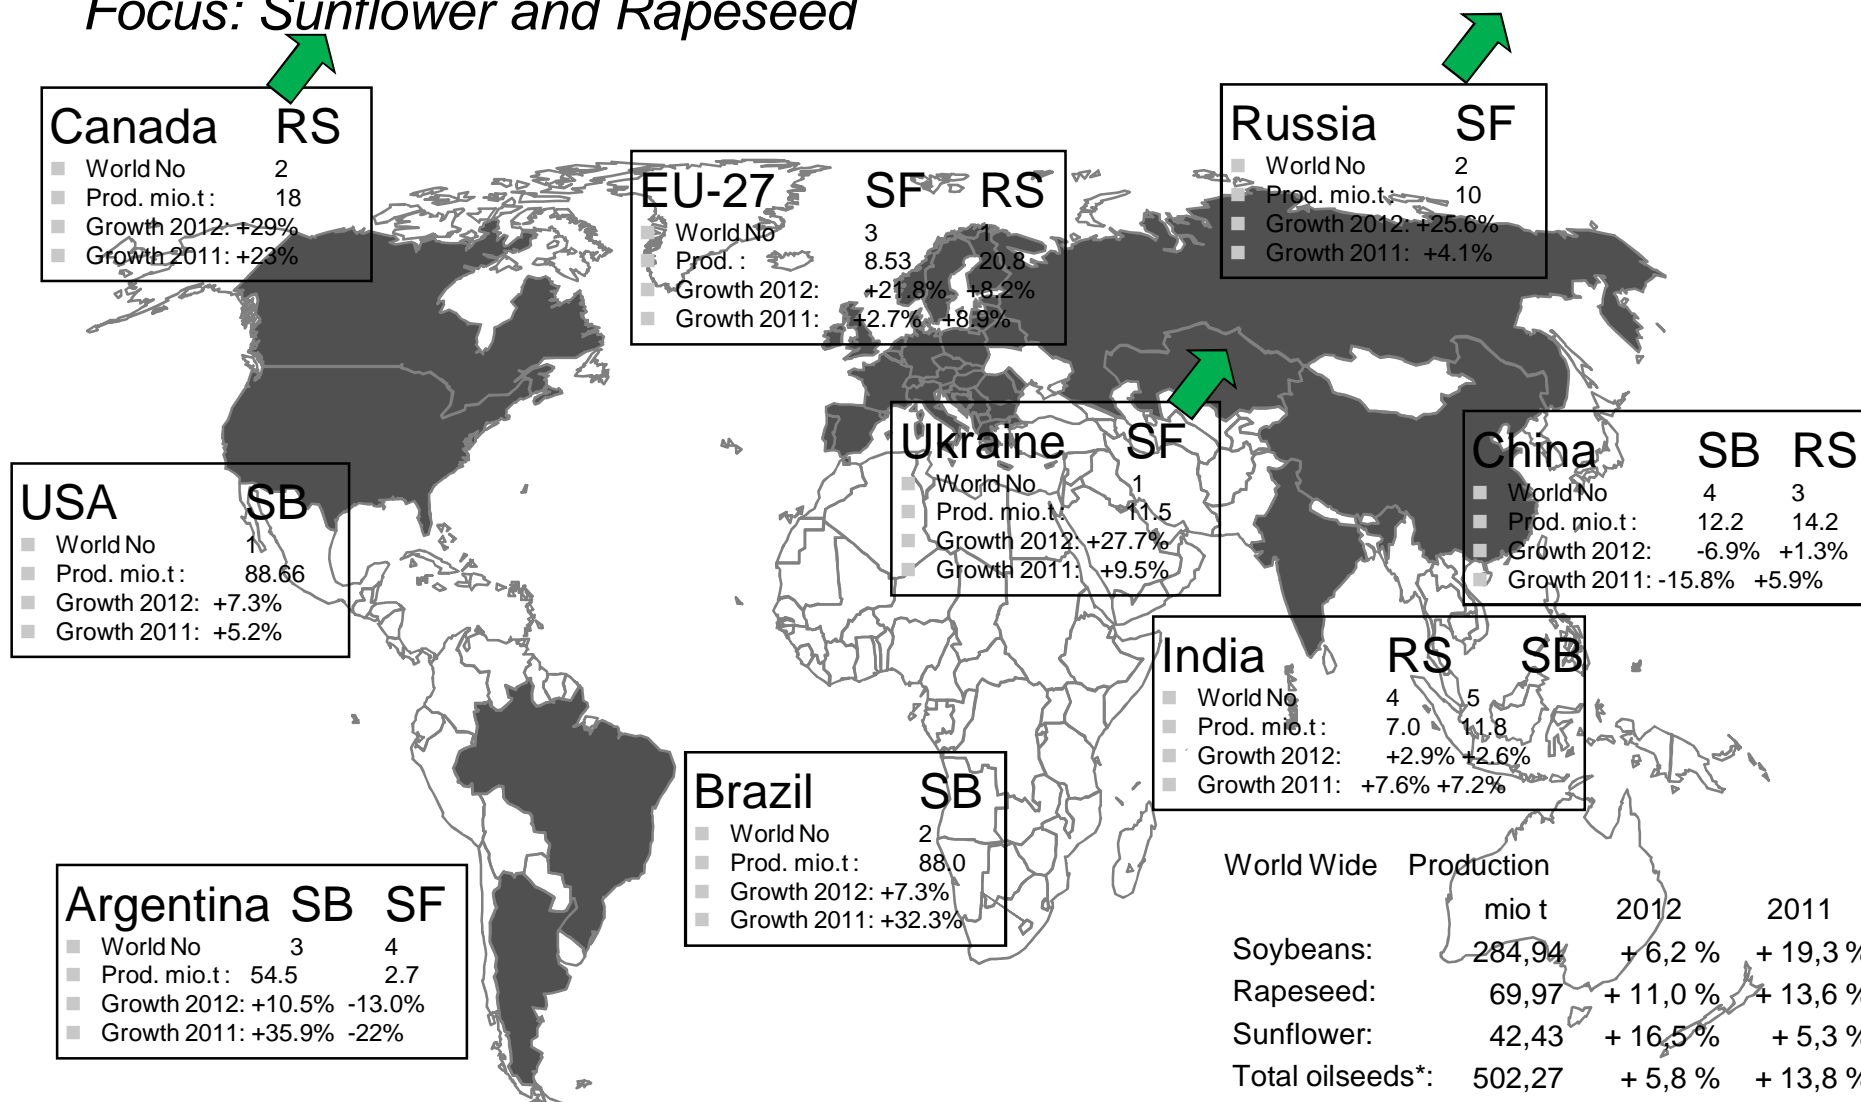 Focus: Sunflower and Rapeseed
Canada RS
World No 2
Prod. mio.t : 18
Growth 2012: +29%
Growth 2011: +23%
EU-27 SF RS
World No 3 1
Prod. : 8.53 20.8
Growth 2012: +21.8% +8.2%
Growth 2011: +2.7% +8.9%
Russia SF
World No 2
Prod. mio.t : 10
Growth 2012: +25.6%
Growth 2011: +4.1%
USA SB
World No 1
Prod. mio.t : 88.66
Growth 2012: +7.3%
Growth 2011: +5.2%
Ukraine SF
World No 1
Prod. mio.t : 11.5
Growth 2012: +27.7%
Growth 2011: +9.5%
China SB RS
World No 4 3
Prod. mio.t : 12.2 14.2
Growth 2012: -6.9% +1.3%
Growth 2011: -15.8% +5.9%
India RS SB
World No 4 5
Prod. mio.t : 7.0 11.8
Growth 2012: +2.9% +2.6%
Growth 2011: +7.6% +7.2%
Brazil SB
World No 2
Prod. mio.t : 88.0
Growth 2012: +7.3%
Growth 2011: +32.3%
Argentina SB SF
World No 3 4
Prod. mio.t : 54.5 2.7
Growth 2012: +10.5% -13.0%
Growth 2011: +35.9% -22%
World Wide Production
mio t 2012 2011
Soybeans: 284,94 + 6,2 % + 19,3 %
Rapeseed: 69,97 + 11,0 % + 13,6 %
Sunflower: 42,43 + 16,5 % + 5,3 %
Total oilseeds*: 502,27 + 5,8 % + 13,8 %